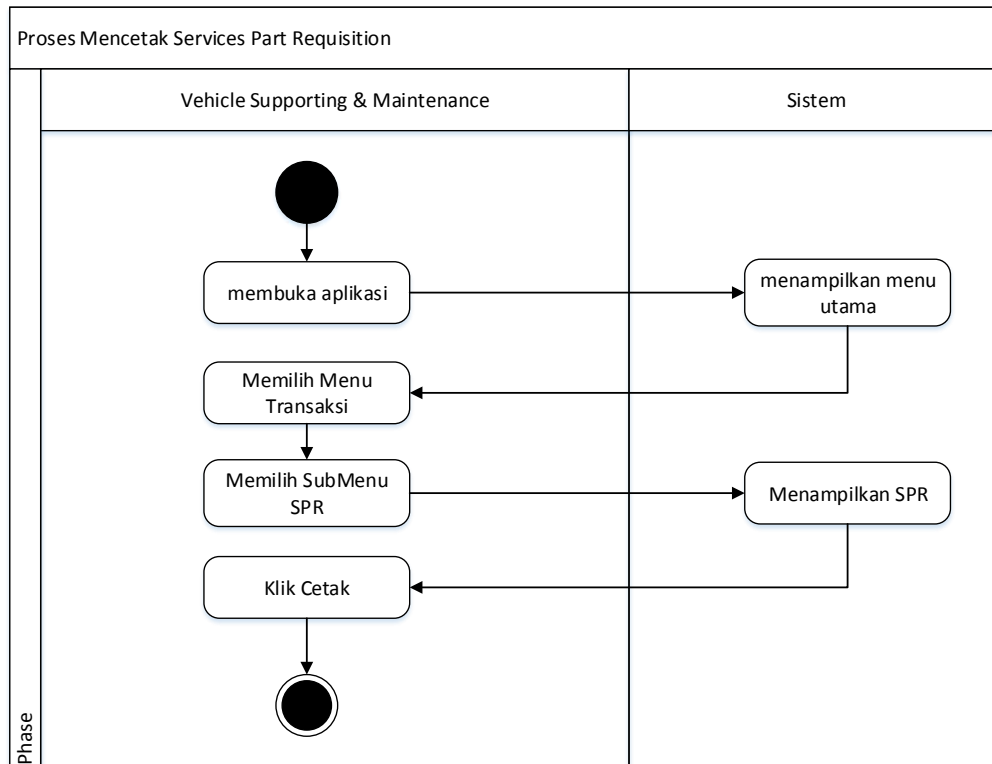 Proses Mencetak Services Part Requisition
Vehicle Supporting & Maintenance
Sistem
membuka aplikasi
menampilkan menu
utama
Memilih Menu
Transaksi
Memilih SubMenu
SPR
Menampilkan SPR
Klik Cetak
Phase